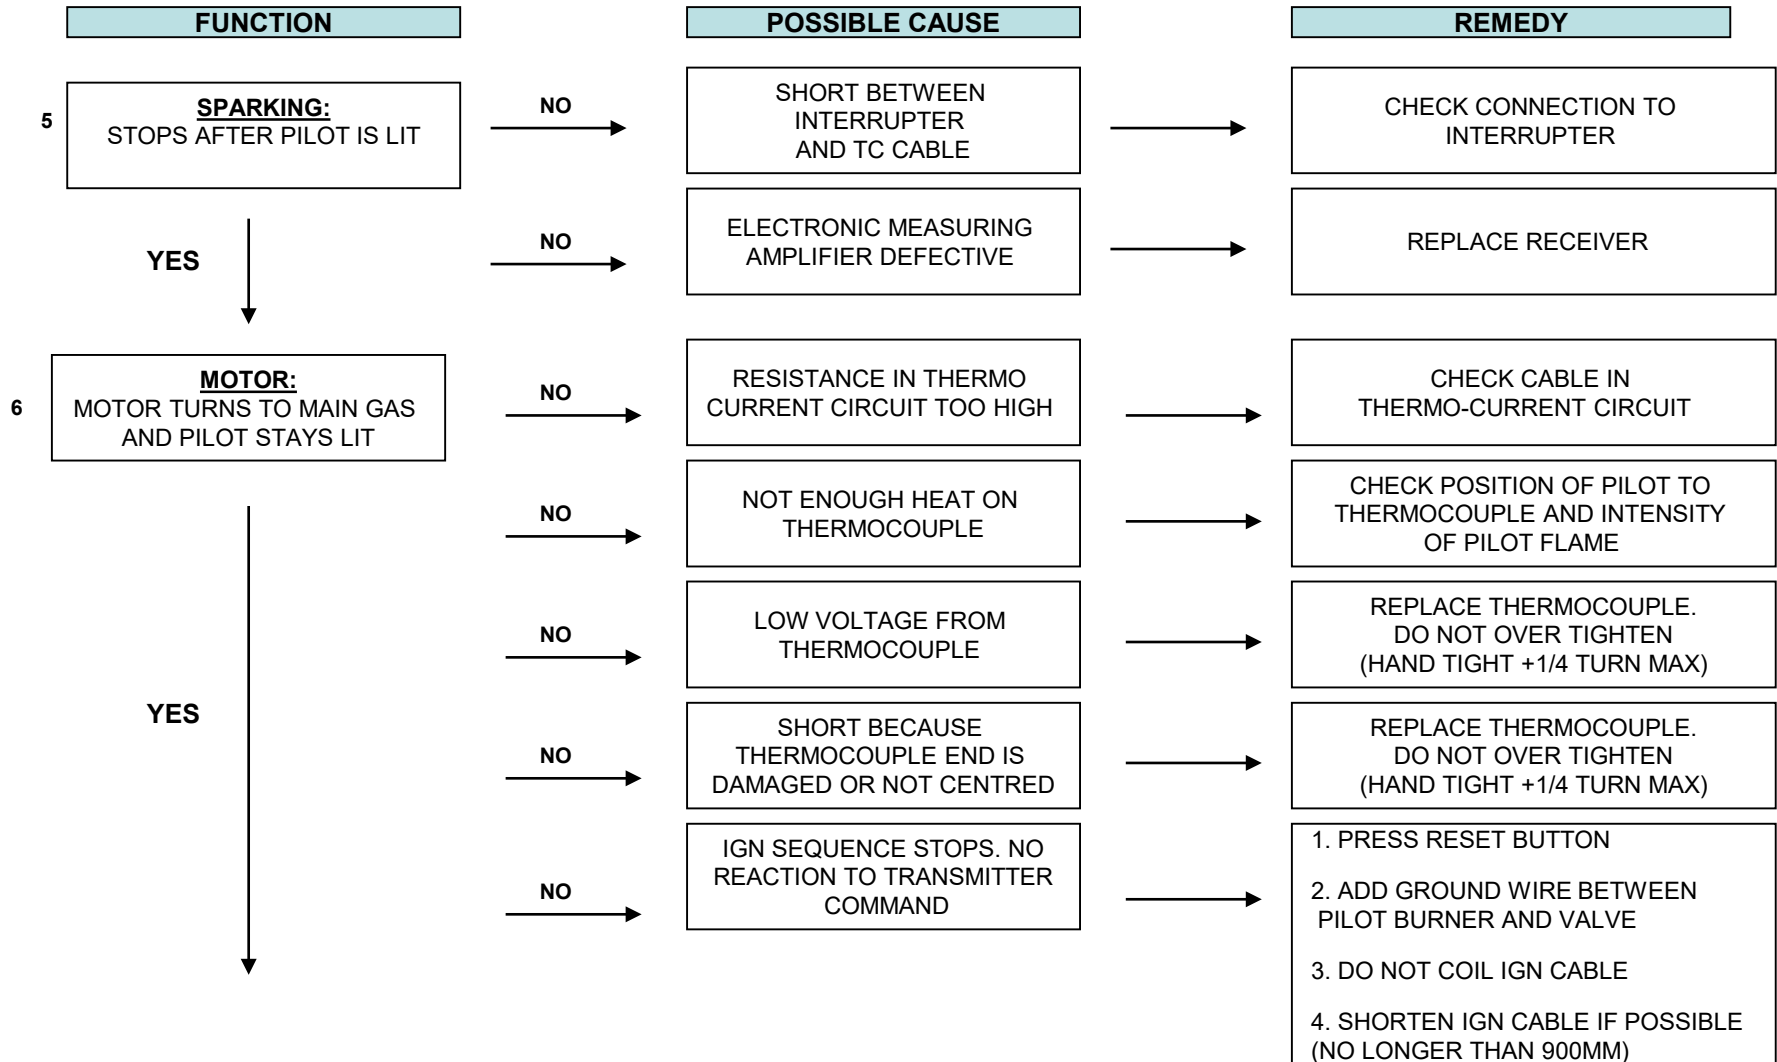 FUNCTION
POSSIBLE CAUSE
REMEDY
5
SPARKING:
STOPS AFTER PILOT IS LIT
NO
SHORT BETWEEN
INTERRUPTER
AND TC CABLE
CHECK CONNECTION TO
INTERRUPTER
YES
NO
ELECTRONIC MEASURING
AMPLIFIER DEFECTIVE
REPLACE RECEIVER
6
MOTOR:
MOTOR TURNS TO MAIN GAS
AND PILOT STAYS LIT
NO
RESISTANCE IN THERMO
CURRENT CIRCUIT TOO HIGH
CHECK CABLE IN
THERMO-CURRENT CIRCUIT
NO
NOT ENOUGH HEAT ON
THERMOCOUPLE
CHECK POSITION OF PILOT TO
THERMOCOUPLE AND INTENSITY
OF PILOT FLAME
NO
LOW VOLTAGE FROM
THERMOCOUPLE
REPLACE THERMOCOUPLE.
DO NOT OVER TIGHTEN
(HAND TIGHT +1/4 TURN MAX)
YES
NO
SHORT BECAUSE
THERMOCOUPLE END IS
DAMAGED OR NOT CENTRED
REPLACE THERMOCOUPLE.
DO NOT OVER TIGHTEN
(HAND TIGHT +1/4 TURN MAX)
NO
IGN SEQUENCE STOPS. NO
REACTION TO TRANSMITTER
COMMAND
1. PRESS RESET BUTTON
2. ADD GROUND WIRE BETWEEN
PILOT BURNER AND VALVE
3. DO NOT COIL IGN CABLE
4. SHORTEN IGN CABLE IF POSSIBLE
(NO LONGER THAN 900MM)